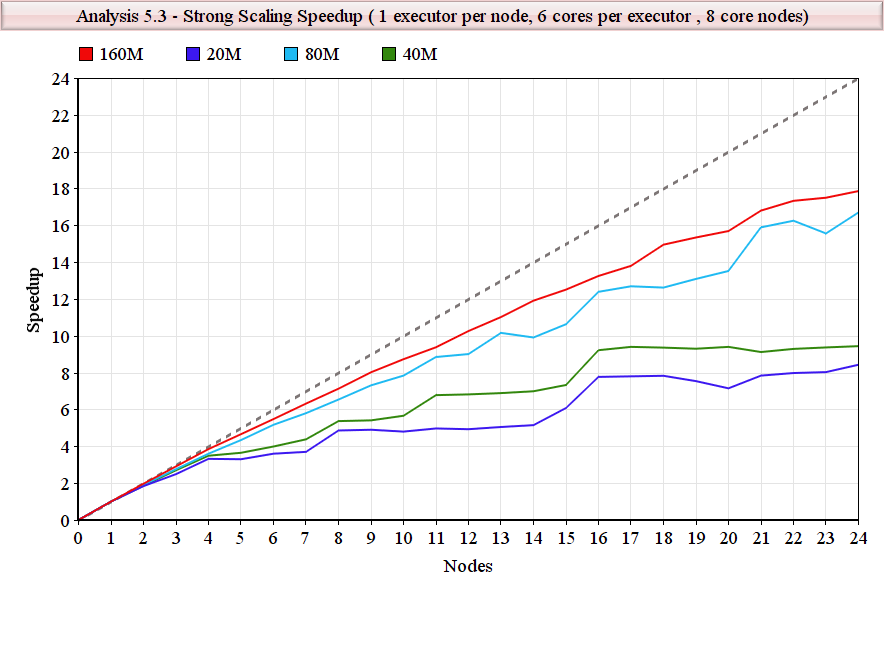 Analysis 5.3 - Strong Scaling Speedup ( 1 executor per node, 6 cores per executor , 8 core nodes)
160M 20M 80M 40M
24
22
20
18
16
14
12
10
8
6
4
2
0
Speedup
0 1 2 3 4 5 6 7 8 9 10 11 12 13 14 15 16 17 18 19 20 21 22 23 24
Nodes